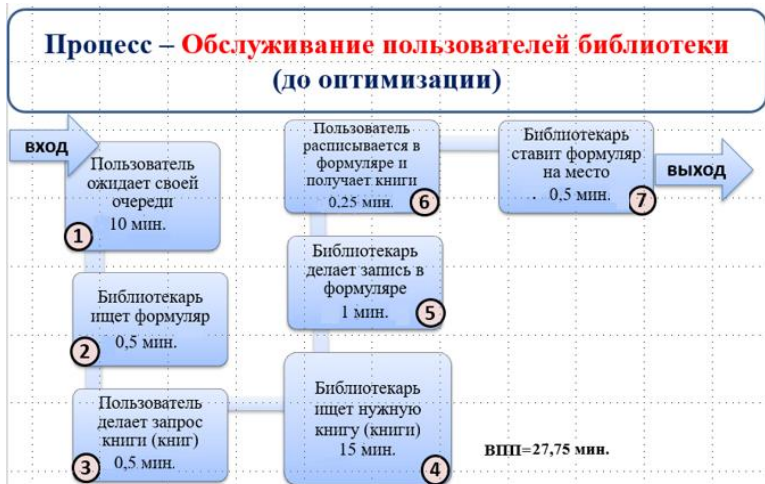 Процесс – Обслуживание пользователей библиотеки
(до оптимизации)
вход
Пользователь
ожидает своей
очереди
10 мин.
1
Библиотекарь
ищет формуляр
0,5 мин.
2
Пользователь
делает запрос
книги (книг)
0,5 мин.
3
Библиотекарь
ищет нужную
книгу (книги)
15 мин.
4
Библиотекарь
делает запись в
формуляре
1 мин.
5
Пользователь
расписывается в
формуляре и
получает книги
0,25 мин.
6
Библиотекарь
ставит формуляр
на место
. 0,5 мин.
7
выход
ВПП=27,75 мин.